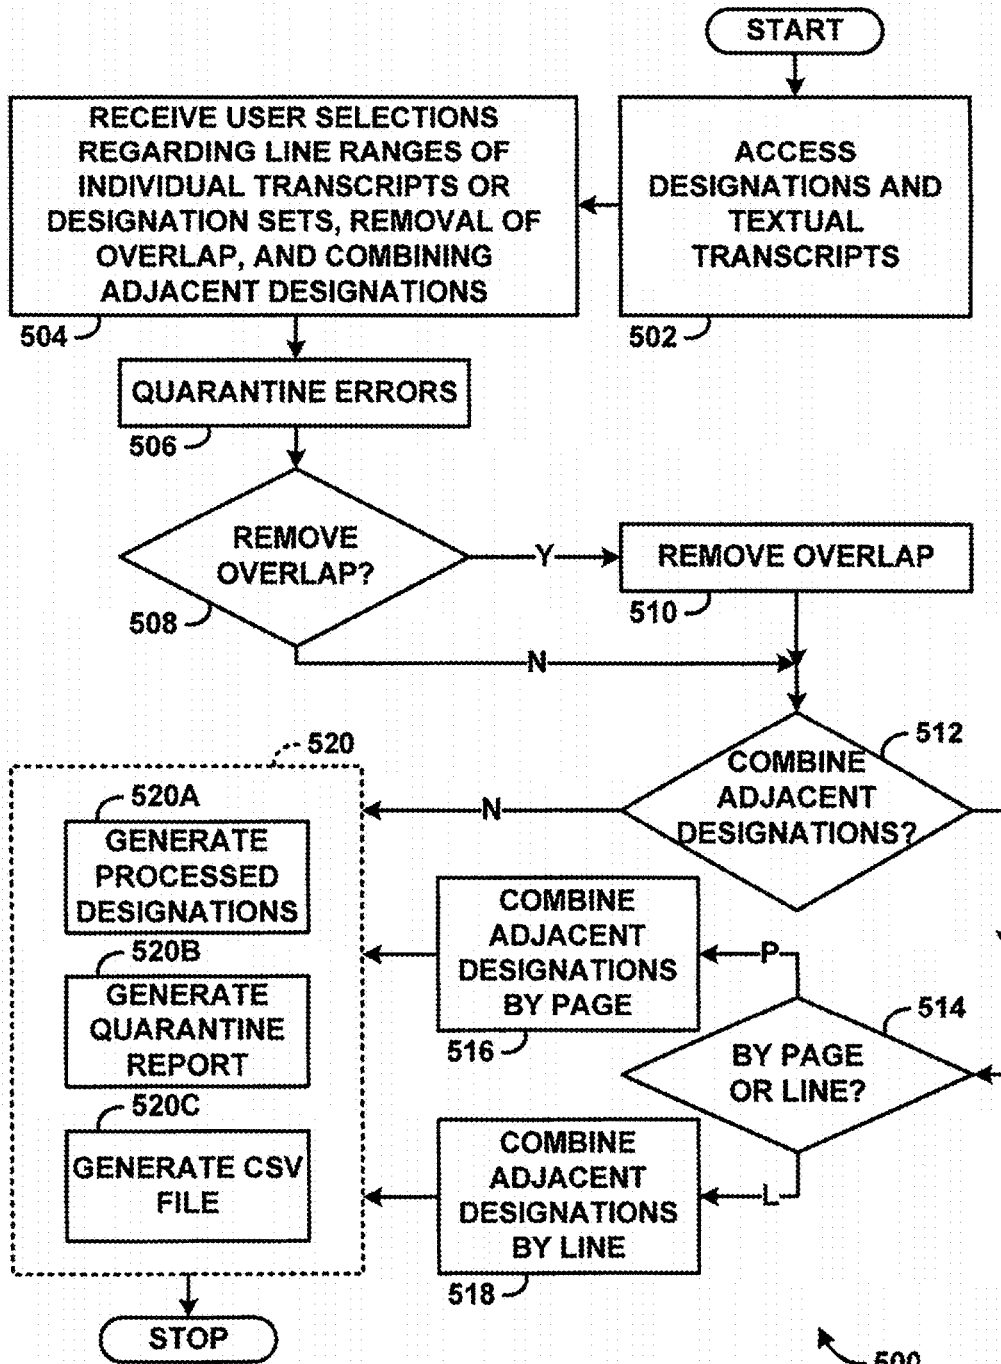 START
ACCESS
DESIGNATIONS AND
TEXTUAL
TRANSCRIPTS
502
RECEIVE USER SELECTIONS
REGARDING LINE RANGES OF
INDIVIDUAL TRANSCRIPTS OR
DESIGNATION SETS, REMOVAL OF
OVERLAP, AND COMBINING
ADJACENT DESIGNATIONS
504
QUARANTINE ERRORS
506
REMOVE
OVERLAP?
508
Y
REMOVE OVERLAP
510
N
512
COMBINE
ADJACENT
DESIGNATIONS?
N
514
BY PAGE
OR LINE?
P
COMBINE
ADJACENT
DESIGNATIONS
BY PAGE
516
L
COMBINE
ADJACENT
DESIGNATIONS
BY LINE
518
520
520A
GENERATE
PROCESSED
DESIGNATIONS
520B
GENERATE
QUARANTINE
REPORT
520C
GENERATE CSV
FILE
STOP
500